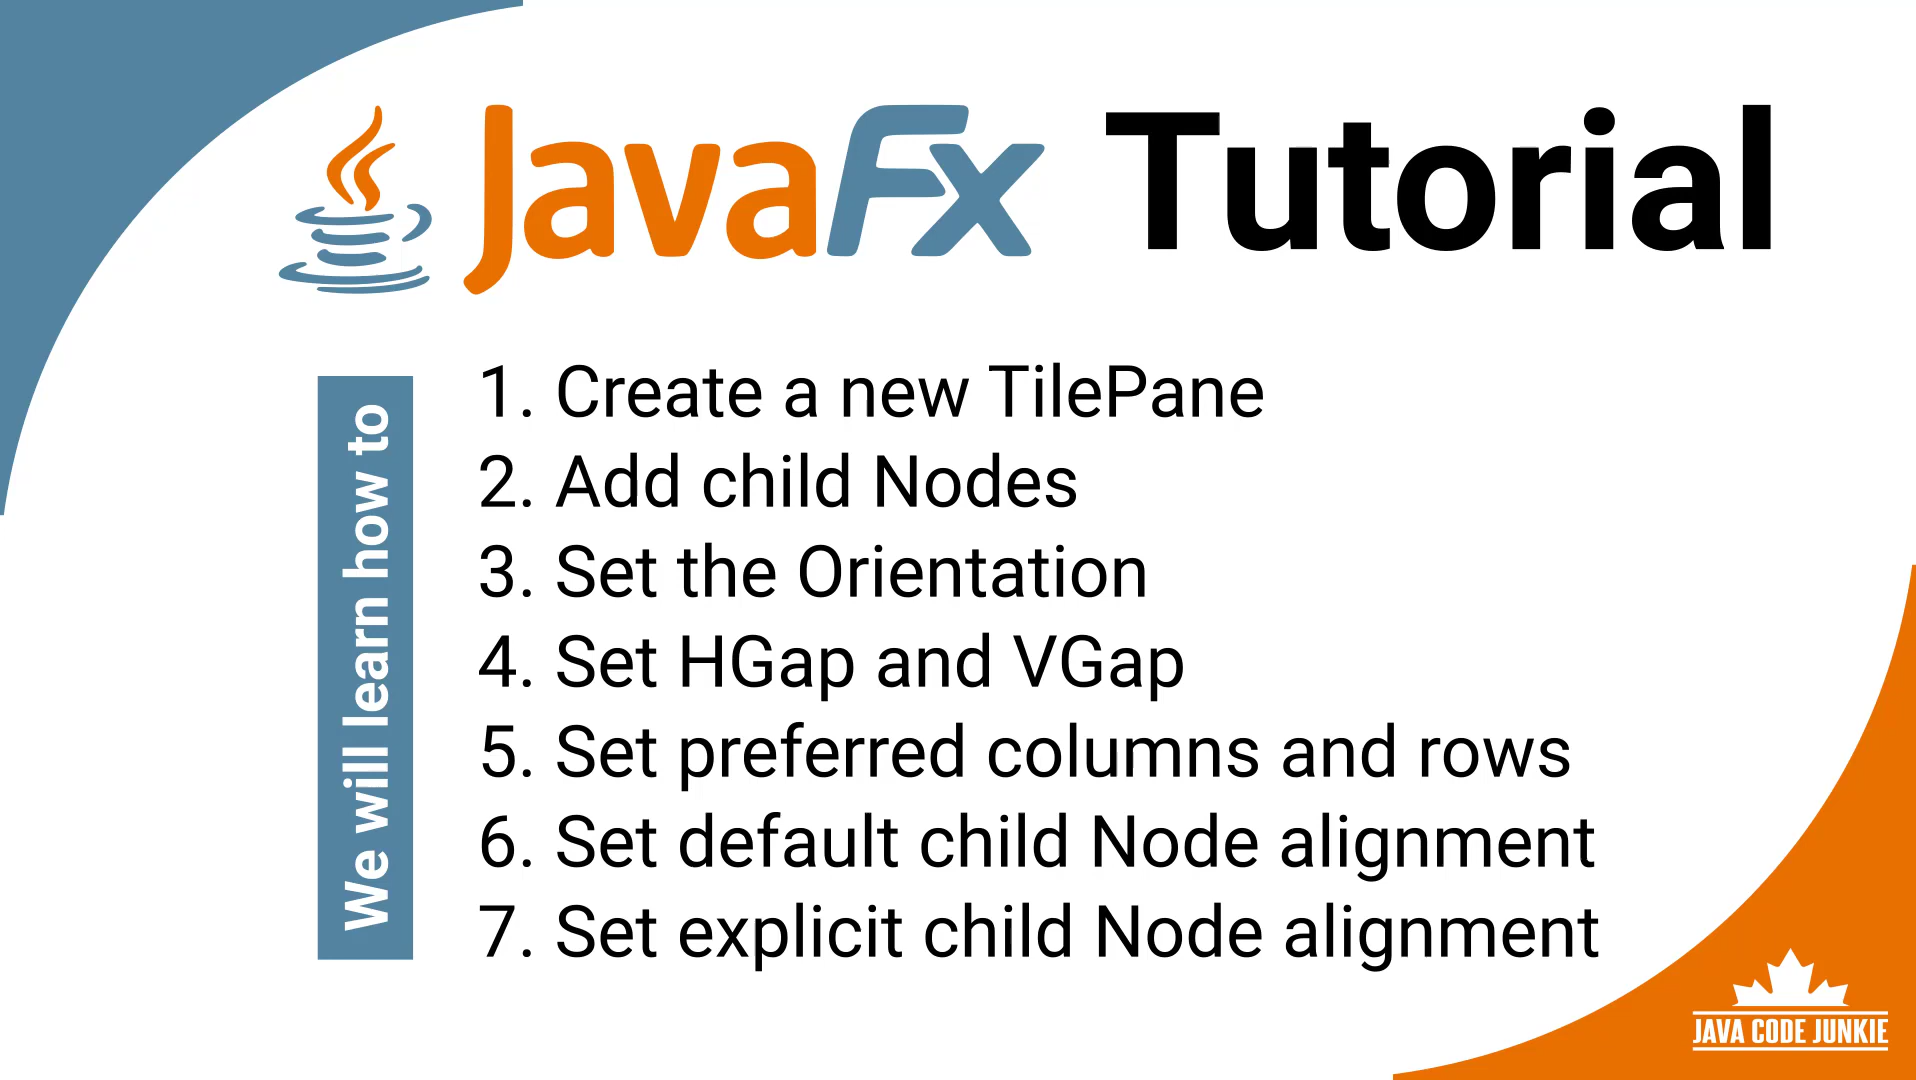 JavaFx Tutorial
We will learn how to
1. Create a new TilePane
2. Add child Nodes
3. Set the Orientation
4. Set HGap and VGap
5. Set preferred columns and rows
6. Set default child Node alignment
7. Set explicit child Node alignment
JAVA CODE JUNKIE